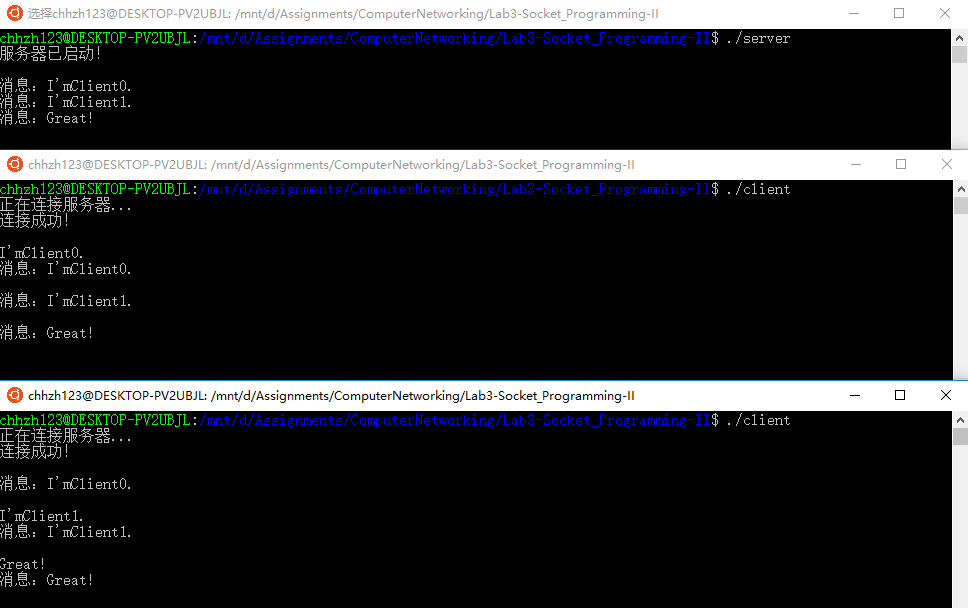 选择chhzh123@DESKTOP-PV2UBJL: /mnt/d/Assignments/ComputerNetworking/Lab3-Socket_Programming-II
chhzh123@DESKTOP-PV2UBJL:/mnt/d/Assignments/ComputerNetworking/Lab3-Socket_Programming-II$ ./server
服务器已启动!
消息: I'mClient0.
消息: I'mClient1.
消息: Great!
chhzh123@DESKTOP-PV2UBJL: /mnt/d/Assignments/ComputerNetworking/Lab3-Socket_Programming-II
chhzh123@DESKTOP-PV2UBJL:/mnt/d/Assignments/ComputerNetworking/Lab3-Socket_Programming-II$ ./client
正在连接服务器...
连接成功!
I'mClient0.
消息: I'mClient0.
消息: I'mClient1.
消息: Great!
chhzh123@DESKTOP-PV2UBJL: /mnt/d/Assignments/ComputerNetworking/Lab3-Socket_Programming-II
chhzh123@DESKTOP-PV2UBJL:/mnt/d/Assignments/ComputerNetworking/Lab3-Socket_Programming-II$ ./client
正在连接服务器...
连接成功!
消息: I'mClient0.
I'mClient1.
消息: I'mClient1.
Great!
消息: Great!